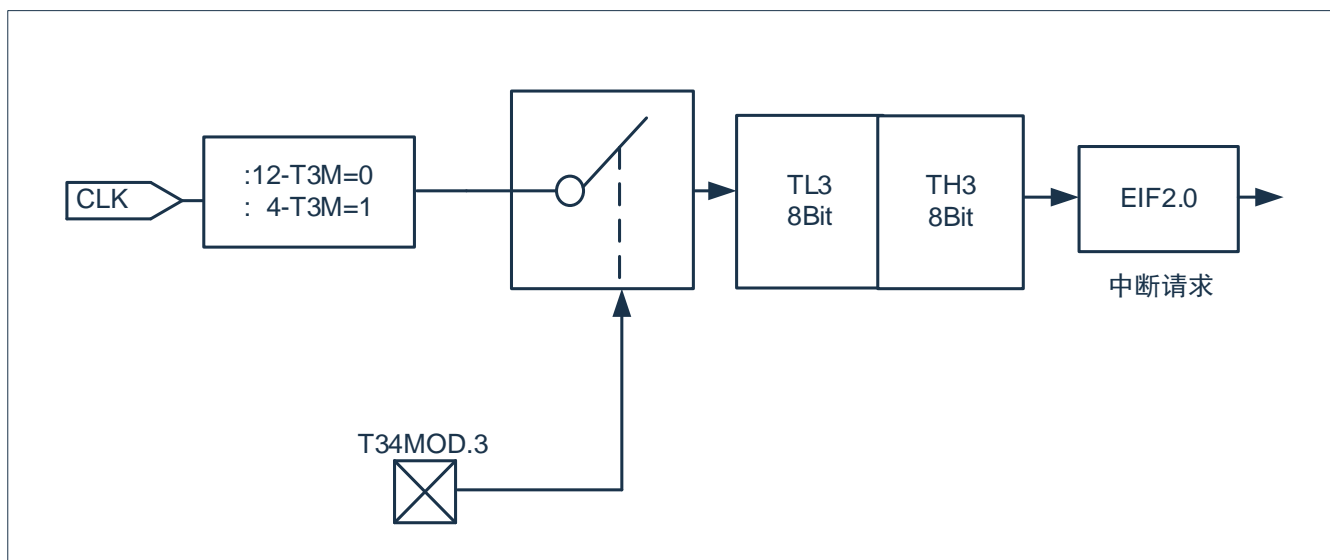 CLK
:12-T3M=0
:  4-T3M=1
TL3
8Bit
TH3
8Bit
EIF2.0
中断请求
T34MOD.3